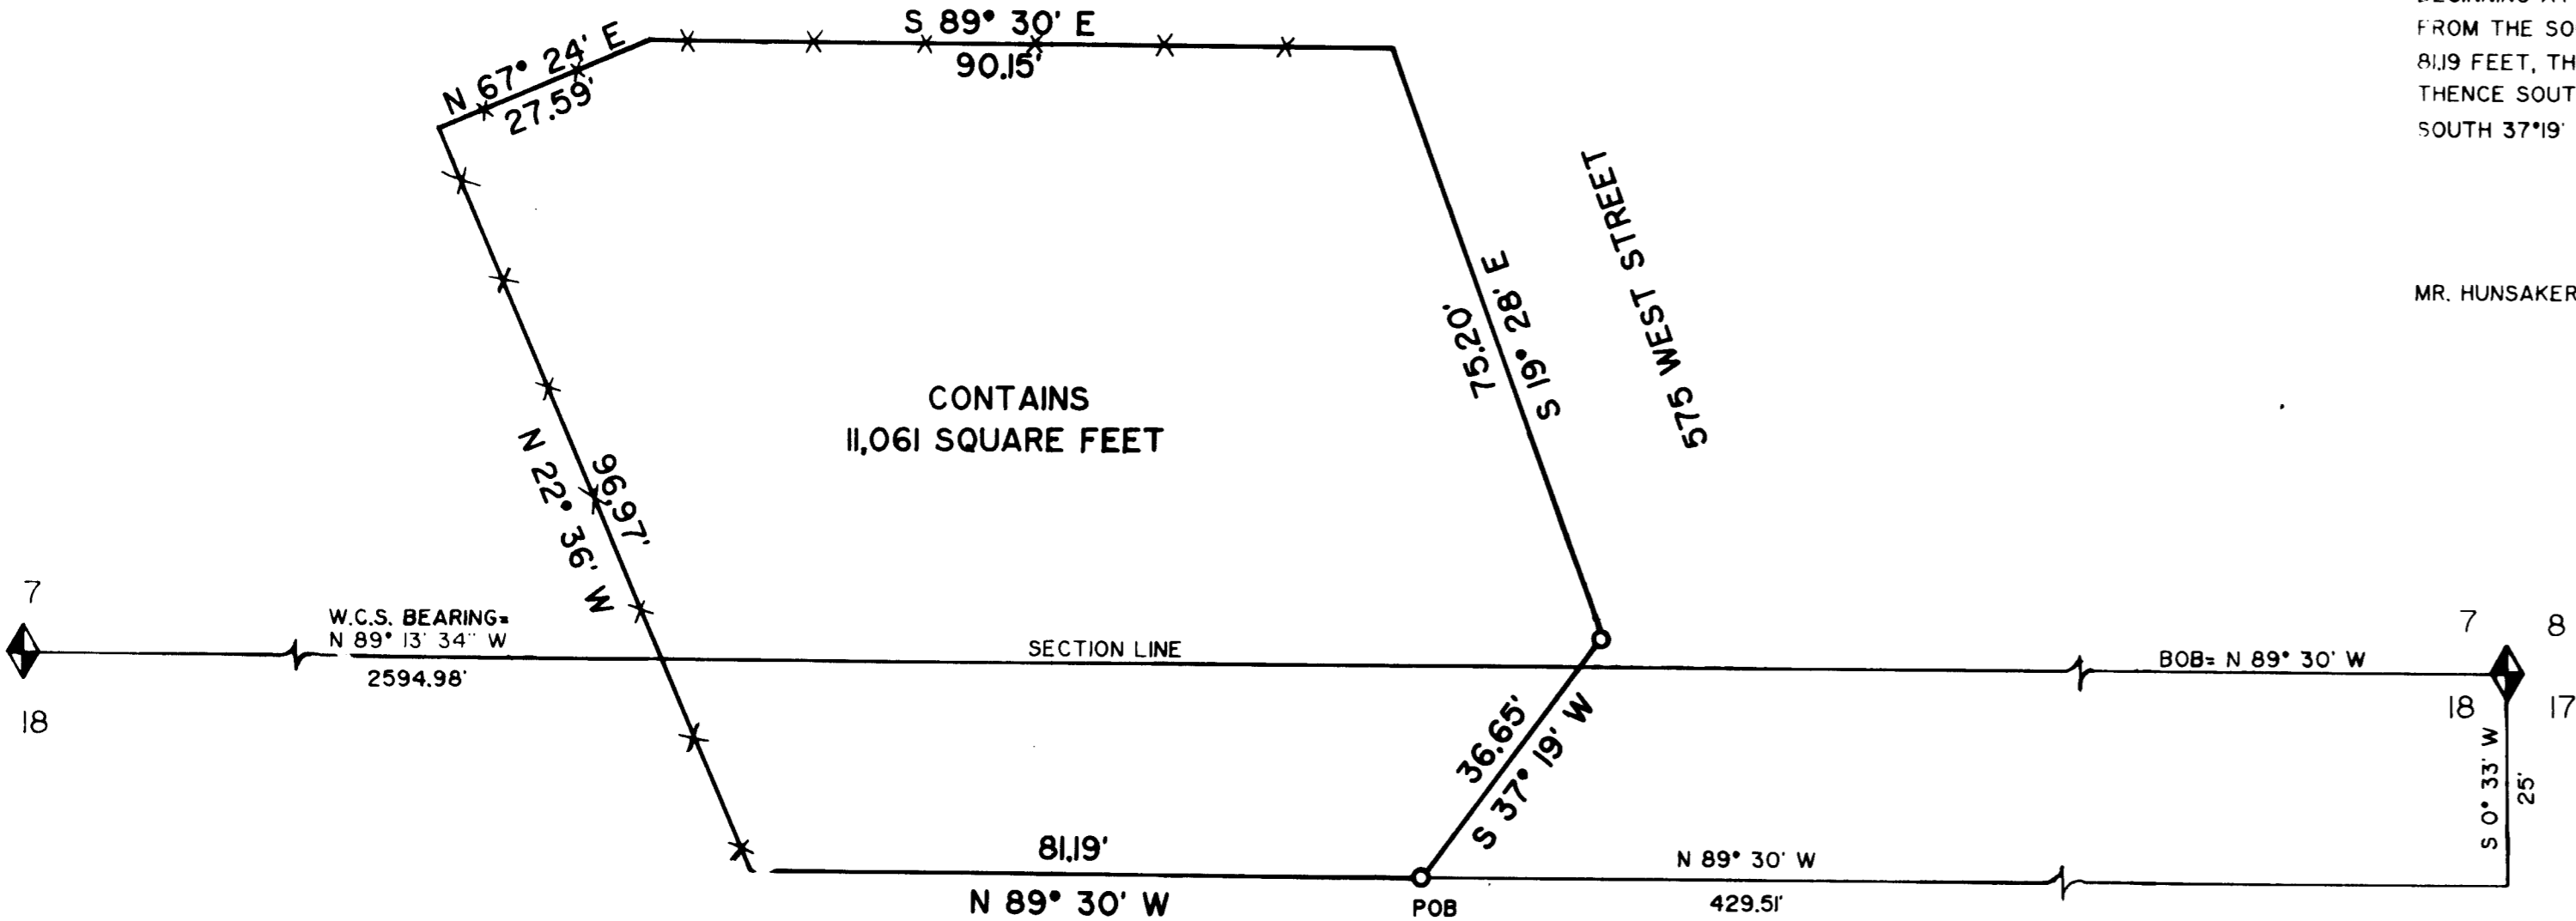 S 89° 30' E
90.15'
N 67° 24' E
27.59'
FROM THE SO
81.19 FEET, TH
THENCE SOUT
SOUTH 37°19'
MR. HUNSAKER
575 WEST STREET
S 19° 28' E
75.20'
CONTAINS
11,061 SQUARE FEET
96.97'
N 22° 36' W
7
W.C.S. BEARING=
N 89° 13' 34" W
2594.98'
18
SECTION LINE
BOB= N 89° 30' W
7 8
18 17
36.65'
S 37° 19' W
S 0° 33' W
25'
81.19'
N 89° 30' W
POB
N 89° 30' W
429.51'